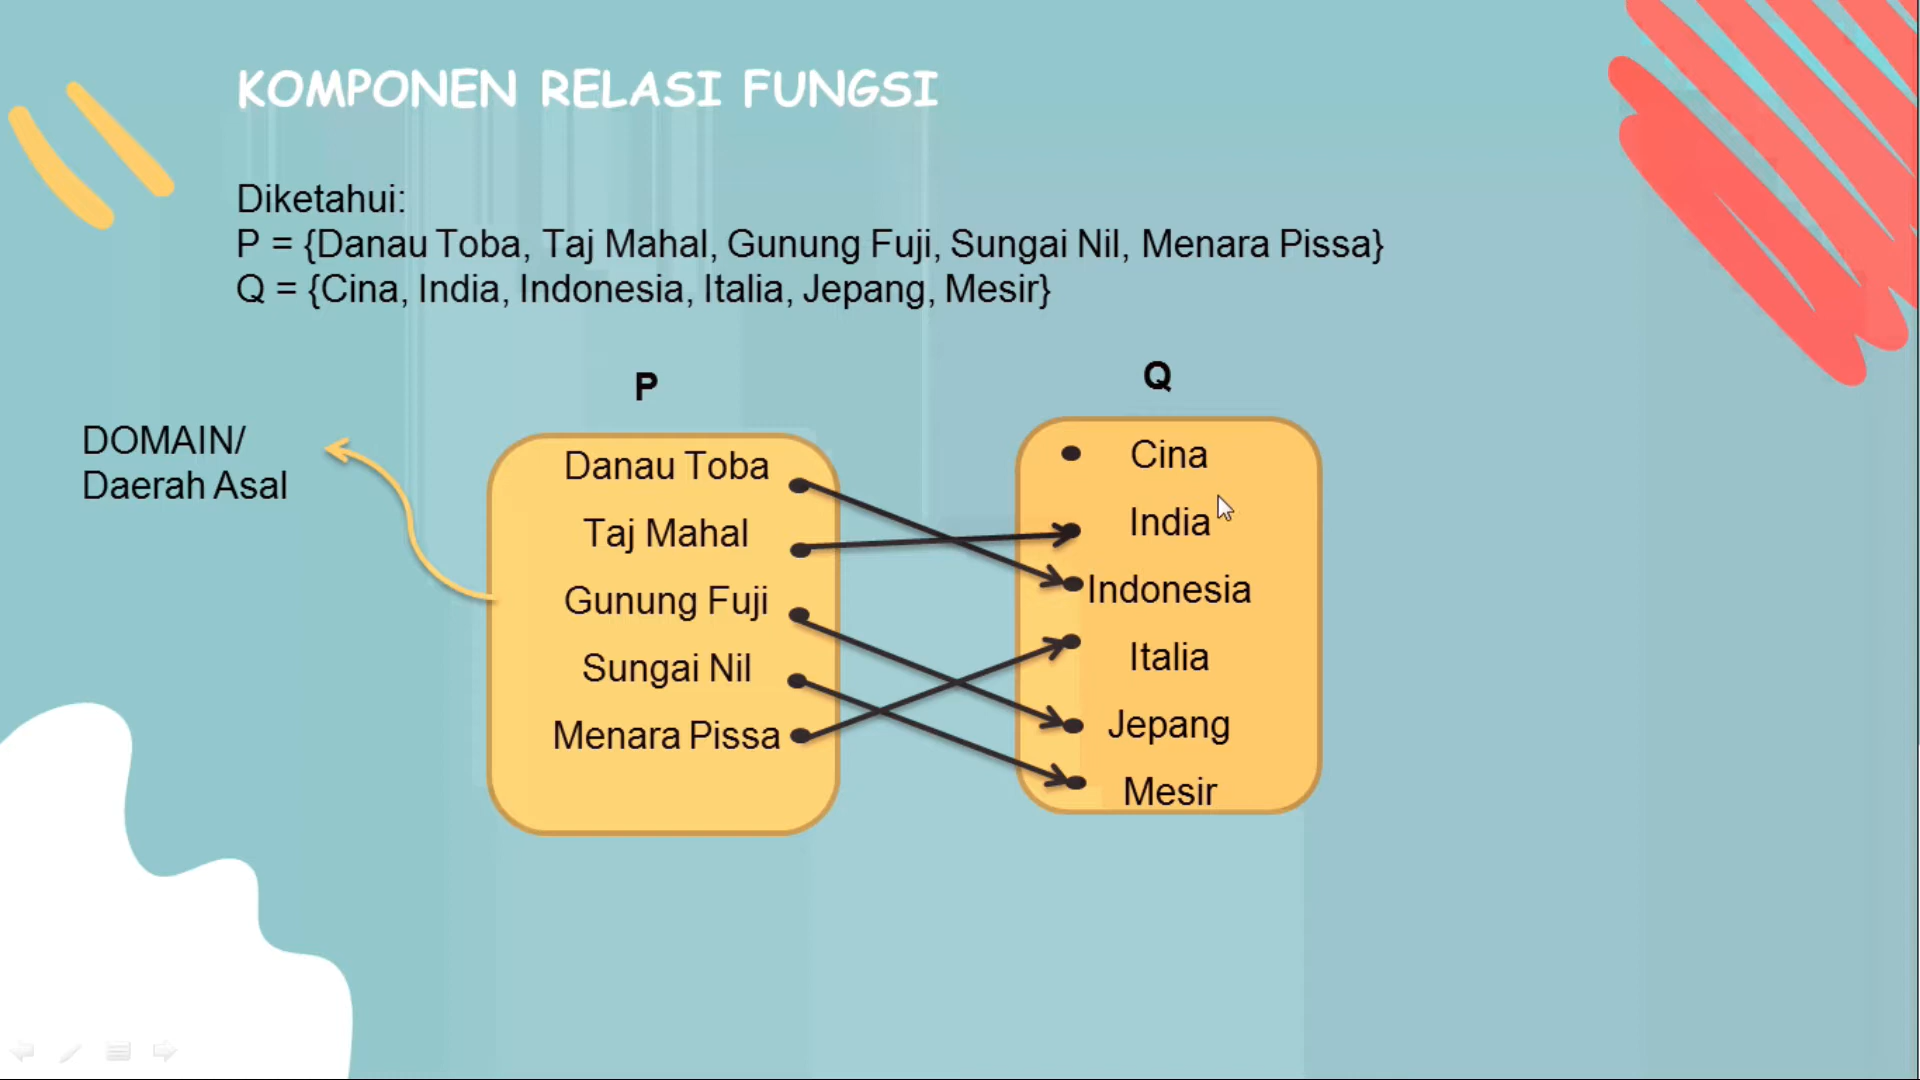 KOMPONEN RELASI FUNGSI
Diketahui:
P = {Danau Toba, Taj Mahal, Gunung Fuji, Sungai Nil, Menara Pissa}
Q = {Cina, India, Indonesia, Italia, Jepang, Mesir}
P
Q
DOMAIN/
Daerah Asal
Danau Toba
Taj Mahal
Gunung Fuji
Sungai Nil
Menara Pissa
Cina
India
Indonesia
Italia
Jepang
Mesir